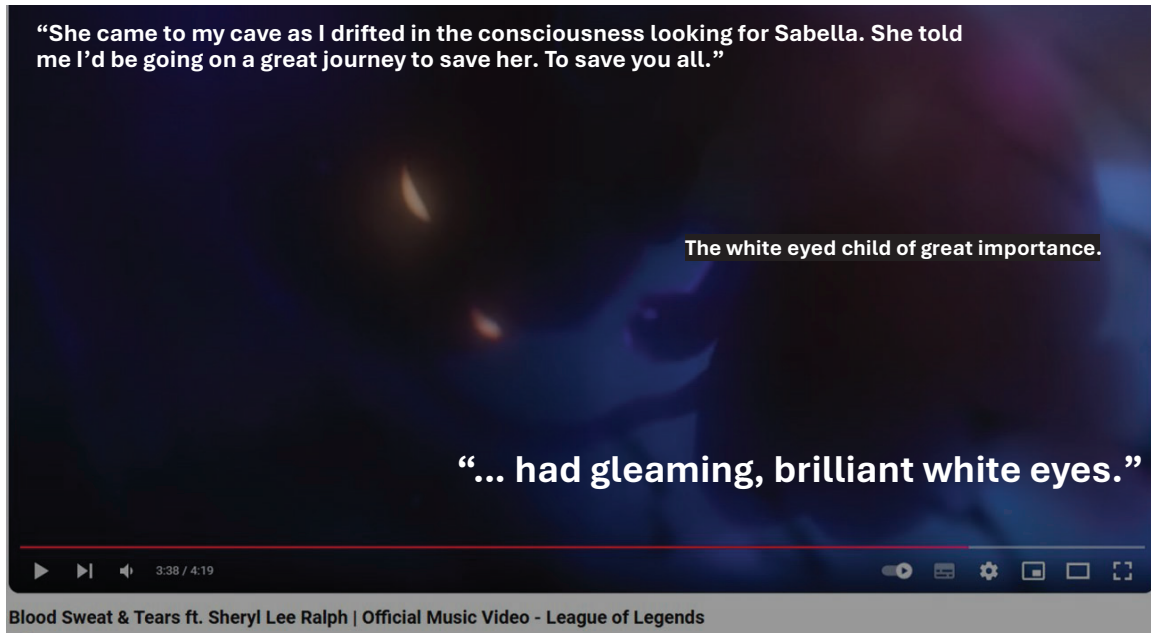 “She came to my cave as I drifted in the consciousness looking for Sabella. She told
me I’d be going on a great journey to save her. To save you all.”
The white eyed child of great importance.
“... had gleaming, brilliant white eyes.”
3:38 / 4:19
Blood Sweat & Tears ft. Sheryl Lee Ralph | Official Music Video - League of Legends